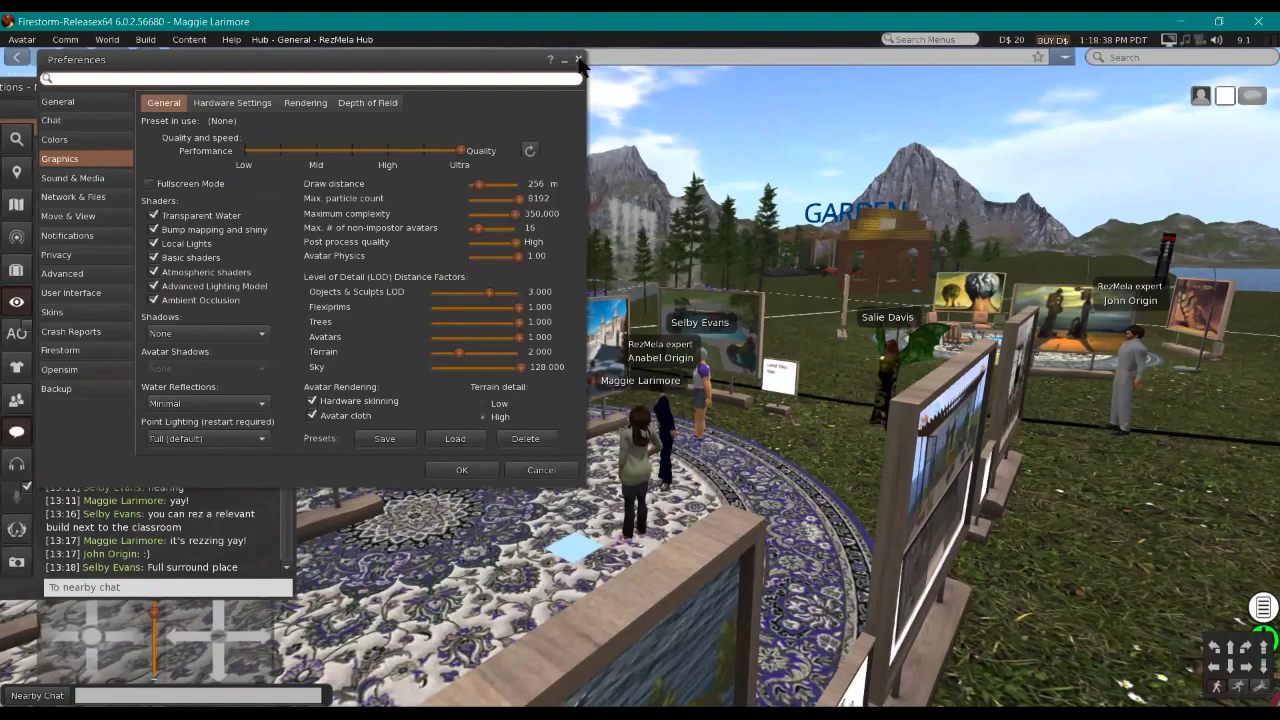 Firestorm-Releasex64 6.0.2.56680 - Maggie Larimore
Avatar Comm World Build Content Help Hub - General - RezMela Hub
Search Menus
D$ 20 BUY D$ 1:18:38 PM PDT 9.1
Search
Preferences
General
Chat
Colors
Graphics
Sound & Media
Network & Files
Move & View
Notifications
Privacy
Advanced
User Interface
Skins
Crash Reports
Firestorm
Opensim
Backup
General Hardware Settings Rendering Depth of Field
Preset in use: (None)
Quality and speed:
Performance Quality
Low Mid High Ultra
Fullscreen Mode
Shaders:
Transparent Water
Bump mapping and shiny
Local Lights
Basic shaders
Atmospheric shaders
Advanced Lighting Model
Ambient Occlusion
Shadows:
None
Avatar Shadows:
None
Water Reflections:
Minimal
Point Lighting (restart required)
Full (default)
Draw distance 256 m
Max. particle count 8192
Maximum complexity 350.000
Max. # of non-impostor avatars 16
Post process quality High
Avatar Physics 1.00
Level of Detail (LOD) Distance Factors:
Objects & Sculpts LOD 3.000
Flexiprims 1.000
Trees 1.000
Avatars 1.000
Terrain 2.000
Sky 128.000
Avatar Rendering:
Hardware skinning
Avatar cloth
Terrain detail:
Low
High
Presets: Save Load Delete
OK Cancel
GARDEN
RezMela expert
John Origin
Salie Davis
Selby Evans
RezMela expert
Anabel Origin
Maggie Larimore
[13:11] Selby Evans: hearing
[13:11] Maggie Larimore: yay!
[13:16] Selby Evans: you can rez a relevant
build next to the classroom
[13:17] Maggie Larimore: it's rezzing yay!
[13:17] John Origin: :)
[13:18] Selby Evans: Full surround place
To nearby chat
Nearby Chat